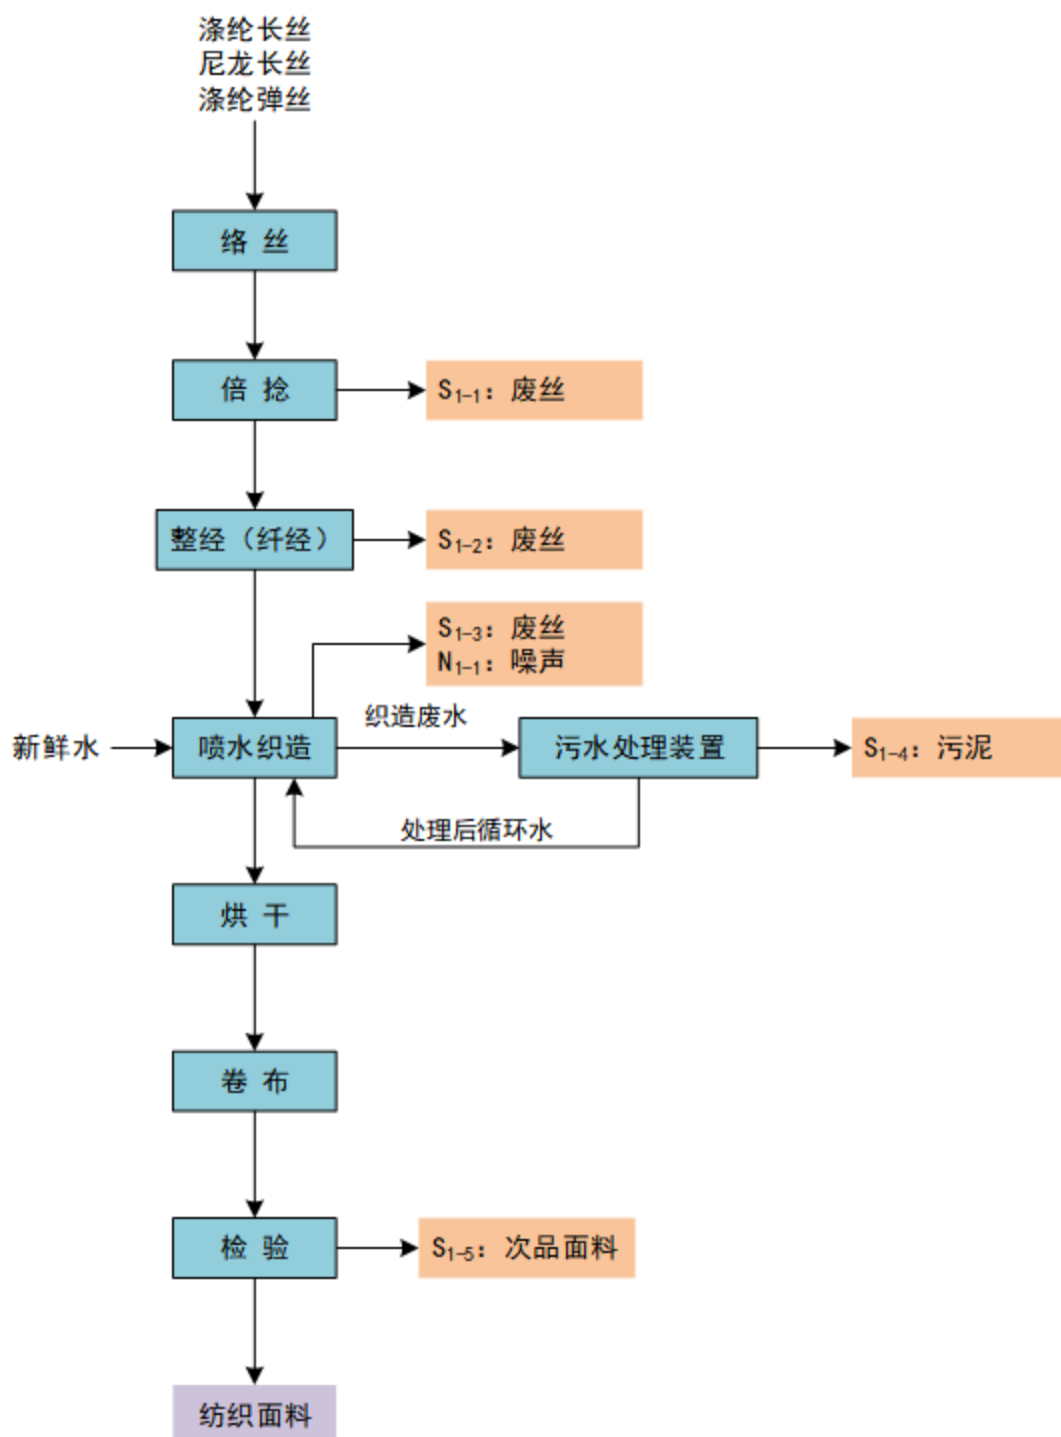 涤纶长丝
尼龙长丝
涤纶弹丝
络 丝
倍 捻
S₁₋₁：废丝
整经（纤经）
S₁₋₂：废丝
S₁₋₃：废丝
N₁₋₁：噪声
织造废水
新鲜水
喷水织造
污水处理装置
S₁₋₄：污泥
处理后循环水
烘 干
卷 布
检 验
S₁₋₅：次品面料
纺织面料